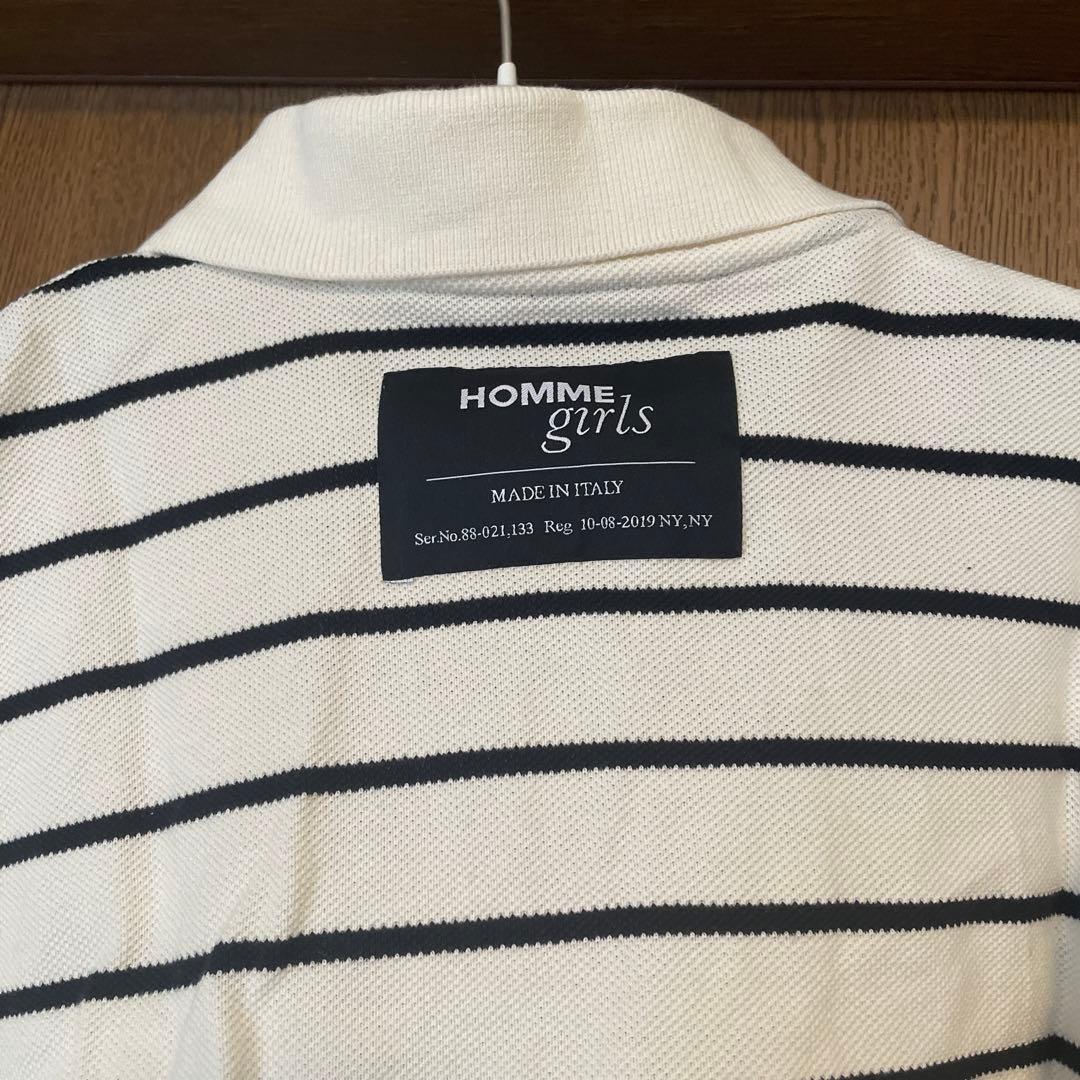 HOMME
girls
MADE IN ITALY
Ser.No.88-021,133 Reg 10-08-2019 NY,NY